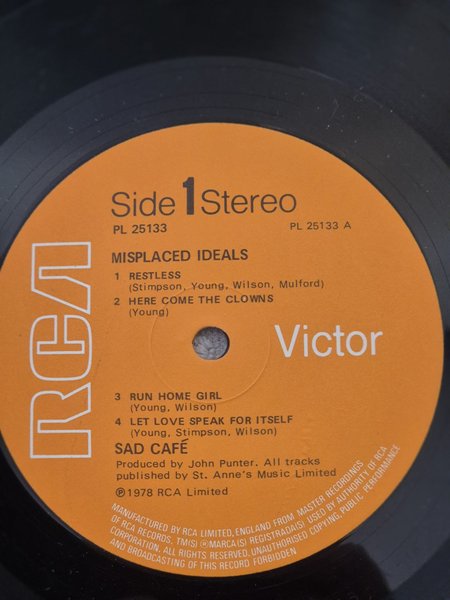 Side 1 Stereo
PL 25133
PL 25133 A
MISPLACED IDEALS
1 RESTLESS
(Stimpson, Young, Wilson, Mulford)
2 HERE COME THE CLOWNS
(Young)
RCA
Victor
3 RUN HOME GIRL
(Young, Wilson)
4 LET LOVE SPEAK FOR ITSELF
(Young, Stimpson, Wilson)
SAD CAFÉ
Produced by John Punter. All tracks
published by St. Anne's Music Limited
℗1978 RCA Limited
MANUFACTURED BY RCA LIMITED, ENGLAND FROM MASTER RECORDINGS
OF RCA RECORDS, TM(S) ® MARCA(S) REGISTRADA(S) USED BY AUTHORITY OF RCA
CORPORATION, ALL RIGHTS RESERVED. UNAUTHORISED COPYING, PUBLIC PERFORMANCE
AND BROADCASTING OF THIS RECORD FORBIDDEN